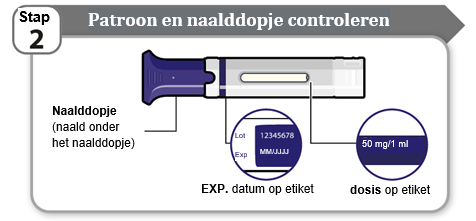 Stap
2
Patroon en naalddopje controleren
Naalddopje
(naald onder
het naalddopje)
Lot 12345678
Exp MM/JJJJ
50 mg/1 ml
EXP. datum op etiket
dosis op etiket